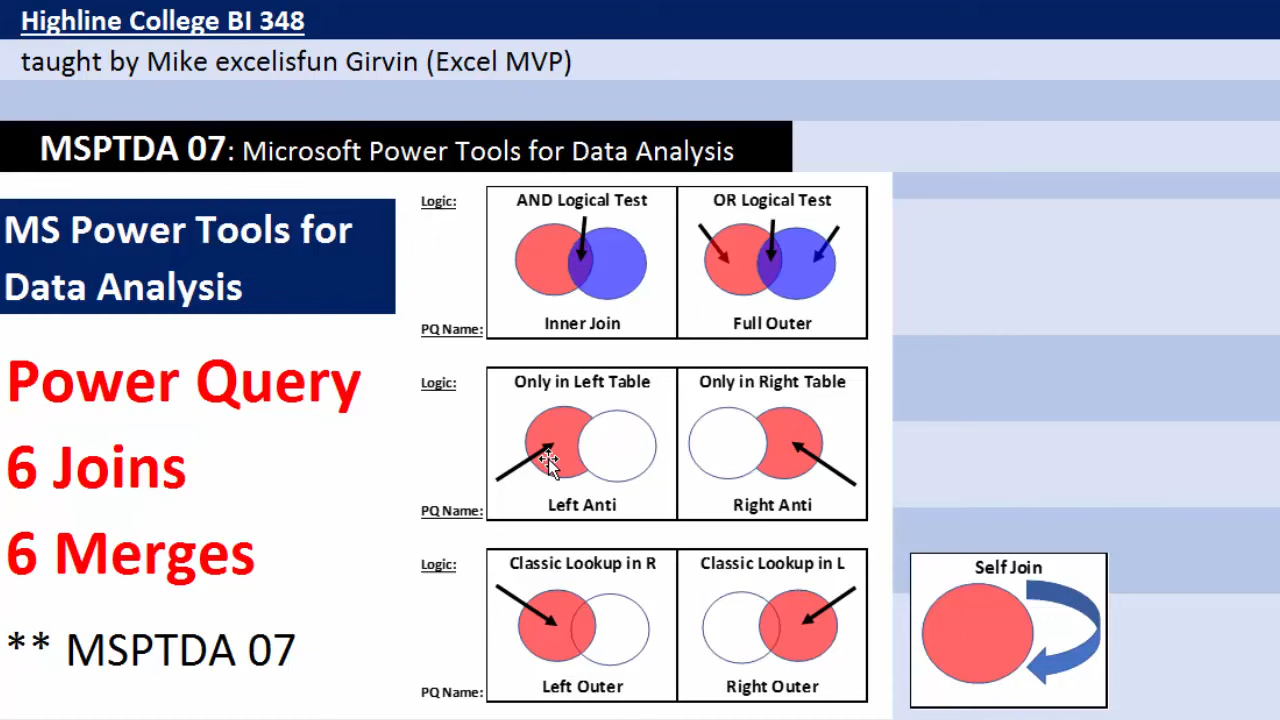 Highline College BI 348
taught by Mike excelisfun Girvin (Excel MVP)
MSPTDA 07: Microsoft Power Tools for Data Analysis
MS Power Tools for
Data Analysis
Power Query
6 Joins
6 Merges
** MSPTDA 07
Logic:
AND Logical Test
OR Logical Test
PQ Name:
Inner Join
Full Outer
Logic:
Only in Left Table
Only in Right Table
PQ Name:
Left Anti
Right Anti
Logic:
Classic Lookup in R
Classic Lookup in L
PQ Name:
Left Outer
Right Outer
Self Join